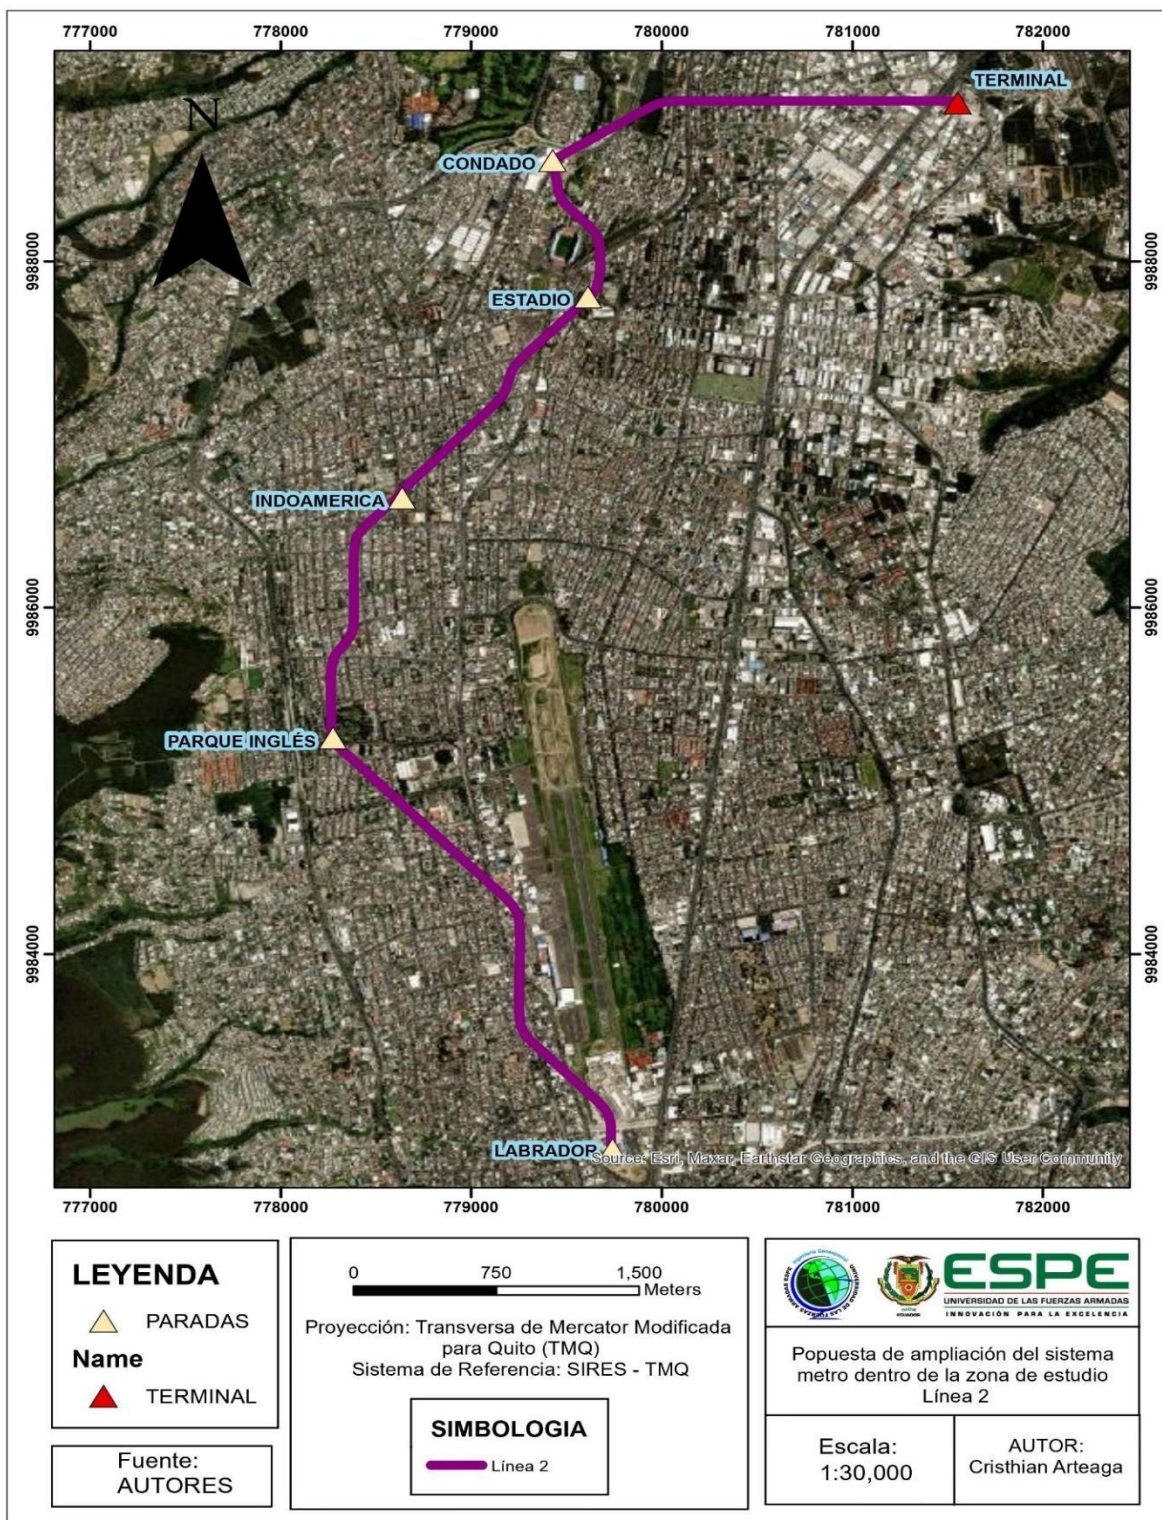 777000 778000 779000 780000 781000 782000
N
TERMINAL
CONDADO
9988000 9988000
ESTADIO
INDOAMERICA
9986000 9986000
PARQUE INGLÉS
9984000 9984000
LABRADOR
Source: Esri, Maxar, Earthstar Geographics, and the GIS User Community
777000 778000 779000 780000 781000 782000
LEYENDA
PARADAS
Name
TERMINAL
Fuente:
AUTORES
0 750 1,500
Meters
Proyección: Transversa de Mercator Modificada
para Quito (TMQ)
Sistema de Referencia: SIRES - TMQ
SIMBOLOGIA
Línea 2
ESPE
UNIVERSIDAD DE LAS FUERZAS ARMADAS
INNOVACIÓN PARA LA EXCELENCIA
Popuesta de ampliación del sistema
metro dentro de la zona de estudio
Línea 2
Escala:
1:30,000
AUTOR:
Cristhian Arteaga